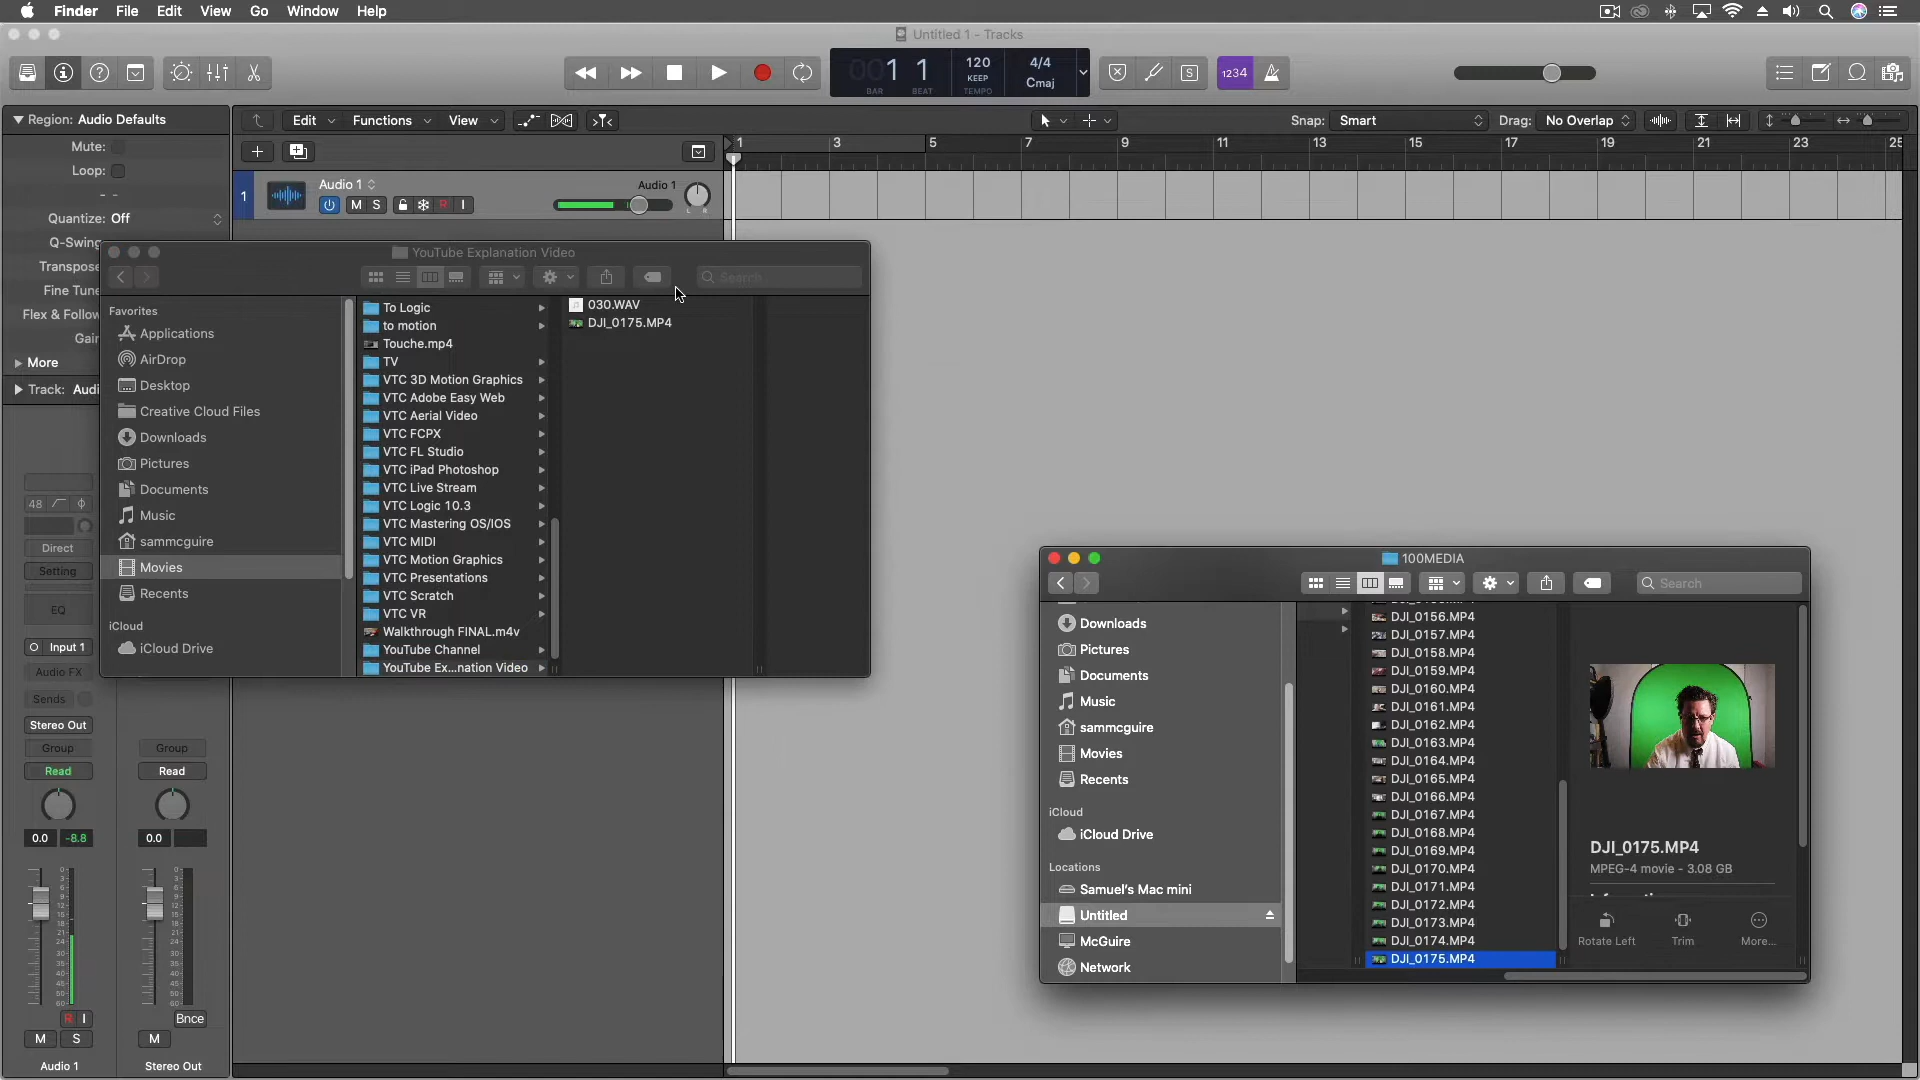 Finder File Edit View Go Window Help
Untitled 1 - Tracks
001 1
BAR BEAT
120
KEEP
TEMPO
4/4
Cmaj
S
1234
Region: Audio Defaults
Mute:
Loop:
Quantize: Off
Q-Swing
Transpose
Fine Tune
Flex & Follow
Gain
More
Track: Audi
Edit Functions View
Snap: Smart
Drag: No Overlap
1 3 5 7 9 11 13 15 17 19 21 23 25
1
Audio 1
Audio 1
M S R I
L R
YouTube Explanation Video
Search
Favorites
Applications
AirDrop
Desktop
Creative Cloud Files
Downloads
Pictures
Documents
Music
sammcguire
Movies
Recents
iCloud
iCloud Drive
To Logic
to motion
Touche.mp4
TV
VTC 3D Motion Graphics
VTC Adobe Easy Web
VTC Aerial Video
VTC FCPX
VTC FL Studio
VTC iPad Photoshop
VTC Live Stream
VTC Logic 10.3
VTC Mastering OS/IOS
VTC MIDI
VTC Motion Graphics
VTC Presentations
VTC Scratch
VTC VR
Walkthrough FINAL.m4v
YouTube Channel
YouTube Ex...nation Video
030.WAV
DJI_0175.MP4
100MEDIA
Search
Downloads
Pictures
Documents
Music
sammcguire
Movies
Recents
iCloud
iCloud Drive
Locations
Samuel's Mac mini
Untitled
McGuire
Network
DJI_0156.MP4
DJI_0157.MP4
DJI_0158.MP4
DJI_0159.MP4
DJI_0160.MP4
DJI_0161.MP4
DJI_0162.MP4
DJI_0163.MP4
DJI_0164.MP4
DJI_0165.MP4
DJI_0166.MP4
DJI_0167.MP4
DJI_0168.MP4
DJI_0169.MP4
DJI_0170.MP4
DJI_0171.MP4
DJI_0172.MP4
DJI_0173.MP4
DJI_0174.MP4
DJI_0175.MP4
DJI_0175.MP4
MPEG-4 movie - 3.08 GB
Rotate Left
Trim
More...
48
Direct
Setting
EQ
Input 1
Audio FX
Sends
Stereo Out
Group
Read
0.0 -8.8
R I
M S
Audio 1
Group
Read
0.0
Bnce
M
Stereo Out